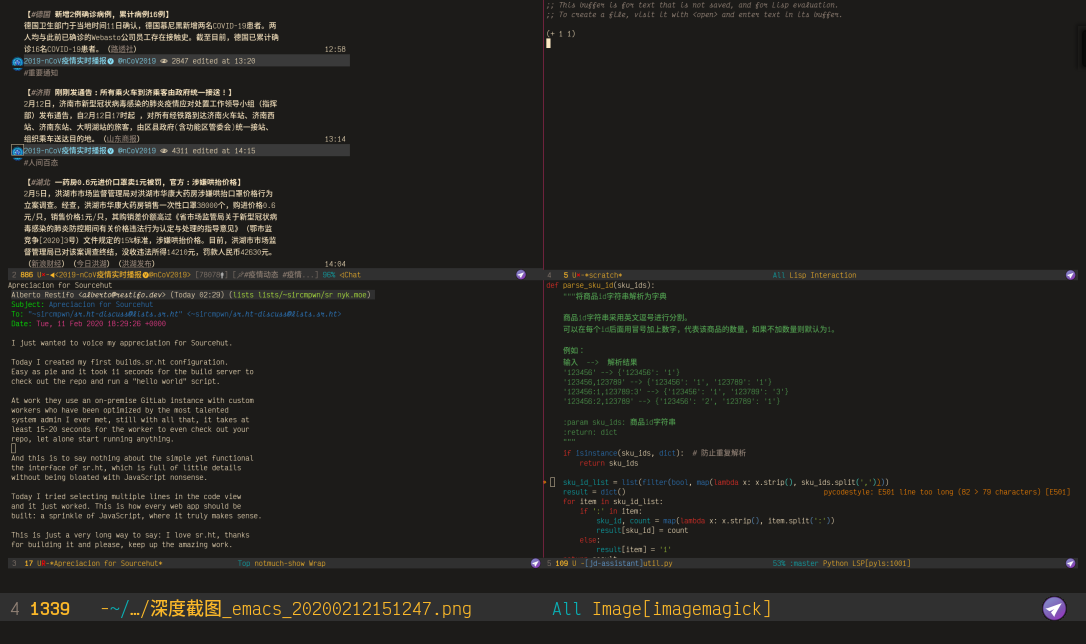 【#德国 新增2例确诊病例, 累计病例16例】
德国卫生部门于当地时间11日确认, 德国慕尼黑新增两名COVID-19患者。两
人均与此前已确诊的Webasto公司员工存在接触史。截至目前, 德国已累计确
诊16名COVID-19患者。（路透社） 12:58
2019-nCoV疫情实时播报 @nCoV2019 2847 edited at 13:20
#重要通知
【#济南 刚刚发通告：所有乘火车到济乘客由政府统一接送！】
2月12日, 济南市新型冠状病毒感染的肺炎疫情应对处置工作领导小组（指挥
部）发布通告, 自2月12日17时起 , 对所有经铁路到达济南火车站、济南西
站、济南东站、大明湖站的旅客, 由区县政府(含功能区管委会)统一接站、
组织乘车送达目的地。（山东商报） 13:14
2019-nCoV疫情实时播报 @nCoV2019 4311 edited at 14:15
#人间百态
【#湖北 一药房0.6元进价口罩卖1元被罚, 官方：涉嫌哄抬价格】
2月5日, 洪湖市市场监督管理局对洪湖市华康大药房涉嫌哄抬口罩价格行为
立案调查。经查, 洪湖市华康大药房销售一次性口罩38000个, 购进价格0.6
元/只, 销售价格1元/只, 其购销差价额高过《省市场监管局关于新型冠状病
毒感染的肺炎防控期间有关价格违法行为认定与处理的指导意见》（鄂市监
竞争[2020]3号）文件规定的15%标准, 涉嫌哄抬价格。目前, 洪湖市市场监
督管理局已对该案调查终结, 没收违法所得14210元, 罚款人民币42630元。
（新浪财经）（今日洪湖）（洪湖发布） 14:04
2 886 U--◀<2019-nCoV疫情实时播报@nCoV2019> [78078] [#疫情动态 #疫情...] 96% ◁Chat
;; This buffer is for text that is not saved, and for Lisp evaluation.
;; To create a file, visit it with <open> and enter text in its buffer.
(+ 1 1)
4 5 U--*scratch* All Lisp Interaction
Apreciacion for Sourcehut
Alberto Restifo <alberto@restifo.dev> (Today 02:29) (lists lists/~sircmpwn/sr nyk.moe)
Subject: Apreciacion for Sourcehut
To: "~sircmpwn/sr.ht-discuss@lists.sr.ht" <~sircmpwn/sr.ht-discuss@lists.sr.ht>
Date: Tue, 11 Feb 2020 18:29:26 +0000
I just wanted to voice my appreciation for Sourcehut.
Today I created my first builds.sr.ht configuration.
Easy as pie and it took 11 seconds for the build server to
check out the repo and run a "hello world" script.
At work they use an on-premise GitLab instance with custom
workers who have been optimized by the most talented
system admin I ever met, still with all that, it takes at
least 15-20 seconds for the worker to even check out your
repo, let alone start running anything.
And this is to say nothing about the simple yet functional
the interface of sr.ht, which is full of little details
without being bloated with JavaScript nonsense.
Today I tried selecting multiple lines in the code view
and it just worked. This is how every web app should be
built: a sprinkle of JavaScript, where it truly makes sense.
This is just a very long way to say: I love sr.ht, thanks
for building it and please, keep up the amazing work.
3 17 U--*Apreciacion for Sourcehut* Top notmuch-show Wrap
def parse_sku_id(sku_ids):
"""将商品id字符串解析为字典
商品id字符串采用英文逗号进行分割。
可以在每个id后面用冒号加上数字, 代表该商品的数量, 如果不加数量则默认为1。
例如：
输入 --> 解析结果
'123456' --> {'123456': '1'}
'123456,123789' --> {'123456': '1', '123789': '1'}
'123456:1,123789:3' --> {'123456': '1', '123789': '3'}
'123456:2,123789' --> {'123456': '2', '123789': '1'}
:param sku_ids: 商品id字符串
:return: dict
"""
if isinstance(sku_ids, dict): # 防止重复解析
return sku_ids
sku_id_list = list(filter(bool, map(lambda x: x.strip(), sku_ids.split(','))))
result = dict() pycodestyle: E501 line too long (82 > 79 characters) [E501]
for item in sku_id_list:
if ':' in item:
sku_id, count = map(lambda x: x.strip(), item.split(':'))
result[sku_id] = count
else:
result[item] = '1'
5 109 U -[jd-assistant]util.py 53% :master Python LSP[pyls:1001]
4 1339 -~/…/深度截图_emacs_20200212151247.png All Image[imagemagick]